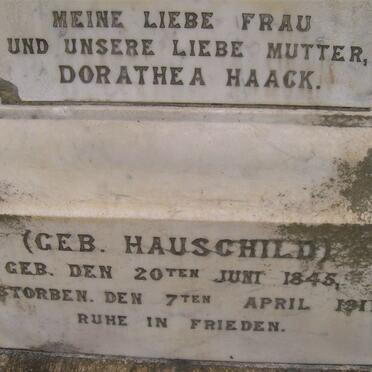 MEINE LIEBE FRAU
UND UNSERE LIEBE MUTTER,
DORATHEA HAACK.
(GEB. HAUSCHILD)
GEB. DEN 20TEN JUNI 1845,
STORBEN. DEN 7TEN APRIL 191
RUHE IN FRIEDEN.